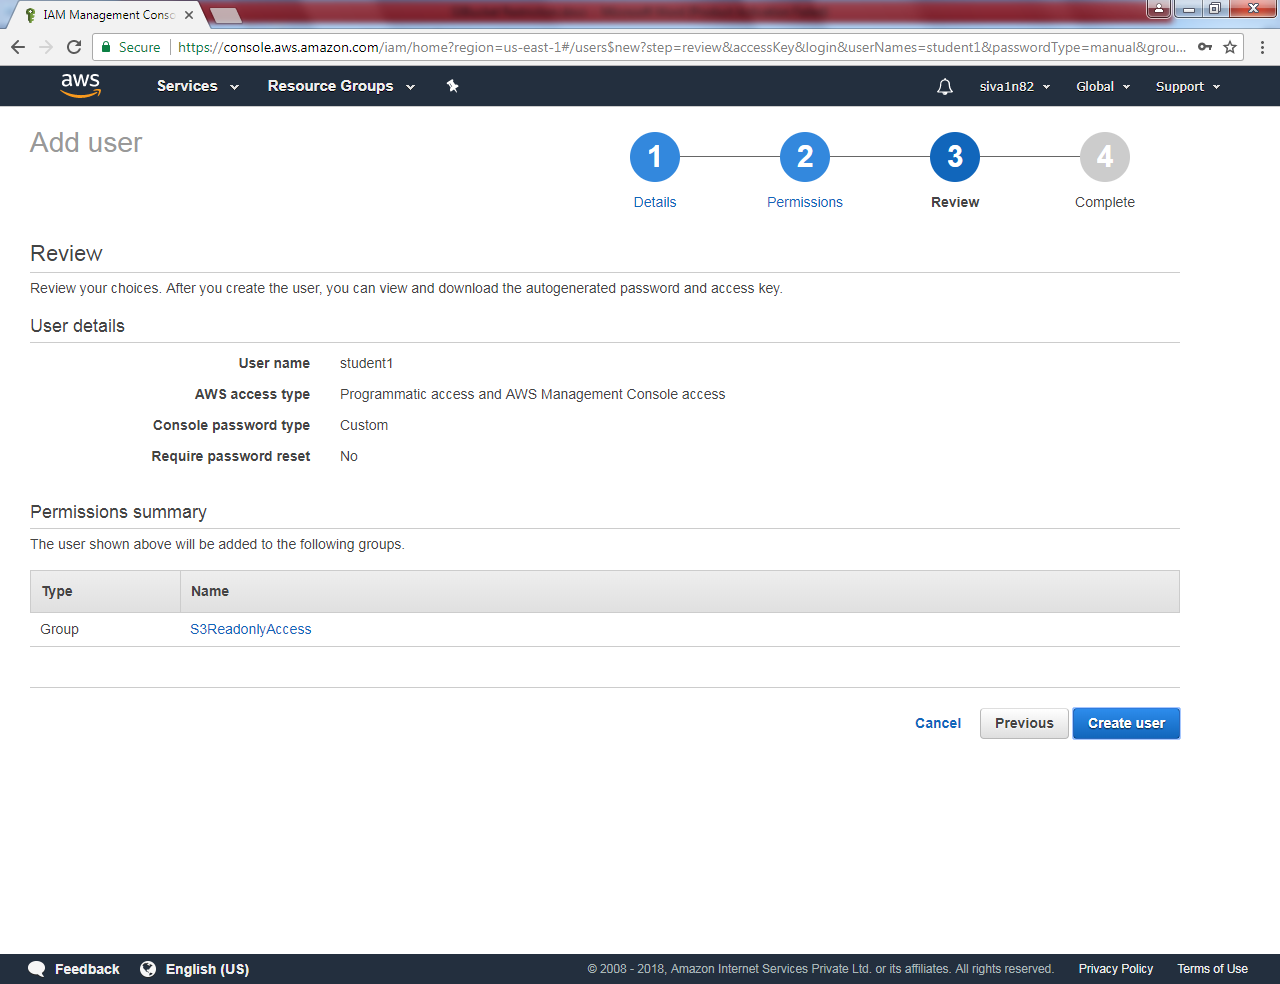 IAM Management Consc
Secure https://console.aws.amazon.com/iam/home?region=us-east-1#/users$new?step=review&accessKey&login&userNames=student1&passwordType=manual&grou...
aws Services Resource Groups siva1n82 Global Support
Add user
1 2 3 4
Details Permissions Review Complete
Review
Review your choices. After you create the user, you can view and download the autogenerated password and access key.
User details
User name student1
AWS access type Programmatic access and AWS Management Console access
Console password type Custom
Require password reset No
Permissions summary
The user shown above will be added to the following groups.
Type Name
Group S3ReadonlyAccess
Cancel Previous Create user
Feedback English (US) © 2008 - 2018, Amazon Internet Services Private Ltd. or its affiliates. All rights reserved. Privacy Policy Terms of Use